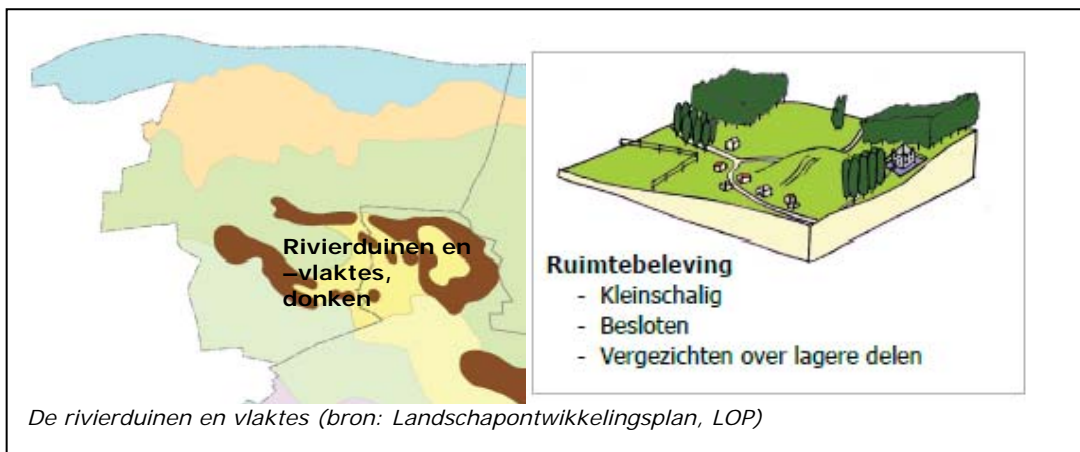 Rivierduinen en
–vlaktes,
donken
Ruimtebeleving
- Kleinschalig
- Besloten
- Vergezichten over lagere delen
De rivierduinen en vlaktes (bron: Landschapontwikkelingsplan, LOP)